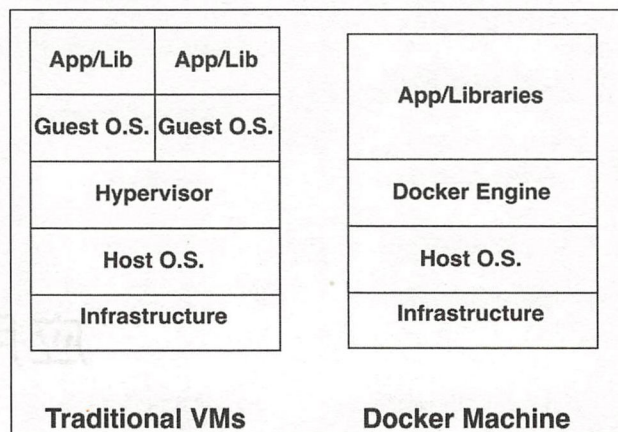 App/Lib App/Lib
Guest O.S. Guest O.S.
Hypervisor
Host O.S.
Infrastructure
Traditional VMs
App/Libraries
Docker Engine
Host O.S.
Infrastructure
Docker Machine